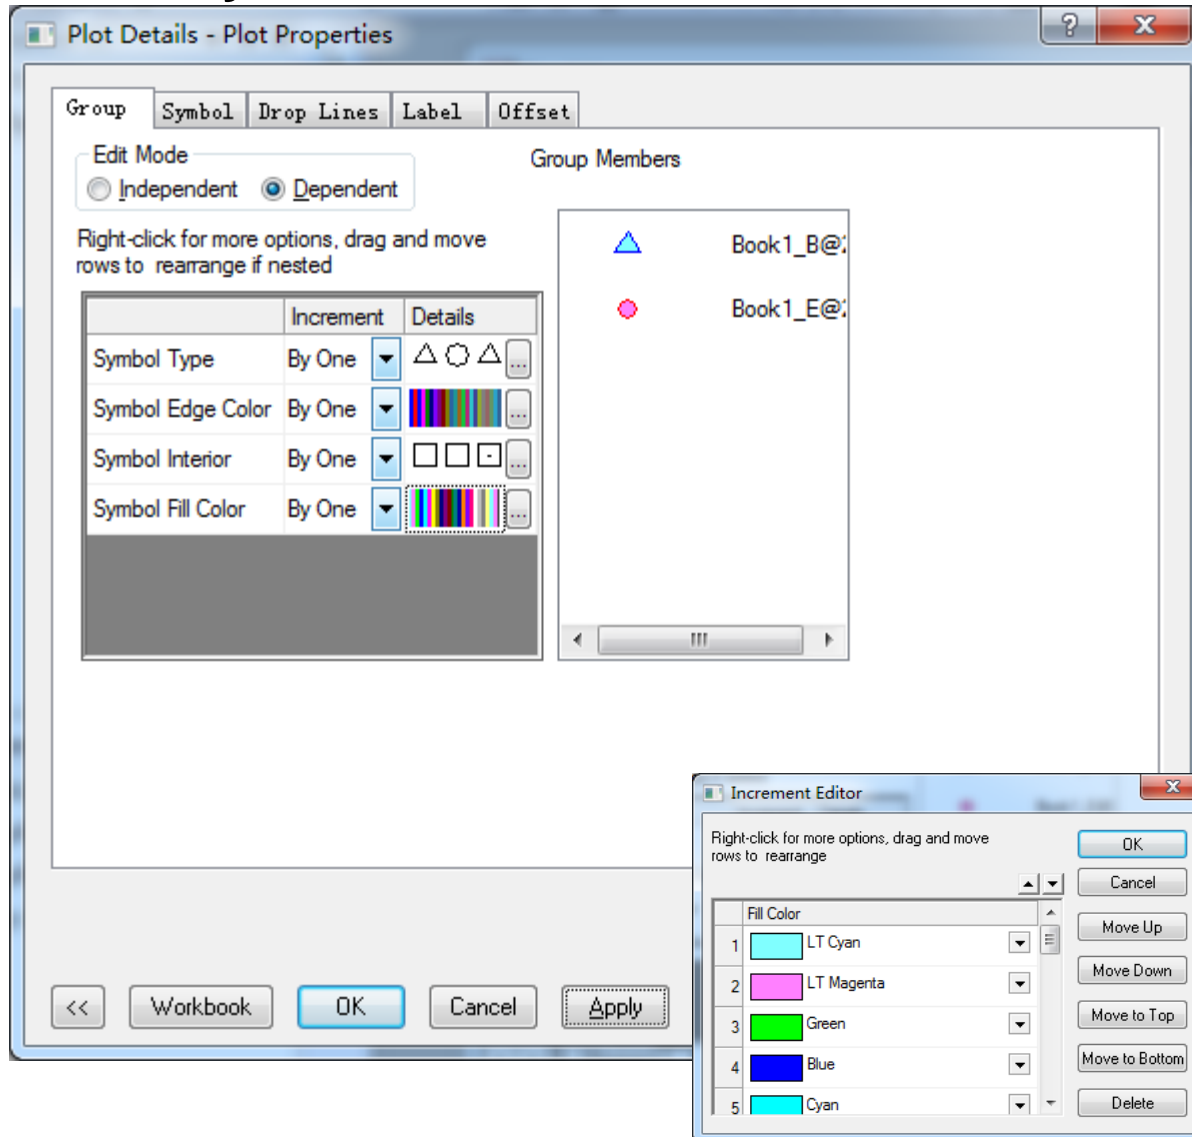 Plot Details - Plot Properties
?
Group Symbol Drop Lines Label Offset
Edit Mode
Independent Dependent
Group Members
Right-click for more options, drag and move
rows to rearrange if nested
Increment Details
Symbol Type By One ...
Symbol Edge Color By One ...
Symbol Interior By One ...
Symbol Fill Color By One ...
Book1_B@
Book1_E@
<< Workbook OK Cancel Apply
Increment Editor
Right-click for more options, drag and move
rows to rearrange
OK
Cancel
Move Up
Move Down
Move to Top
Move to Bottom
Delete
Fill Color
1 LT Cyan
2 LT Magenta
3 Green
4 Blue
5 Cyan